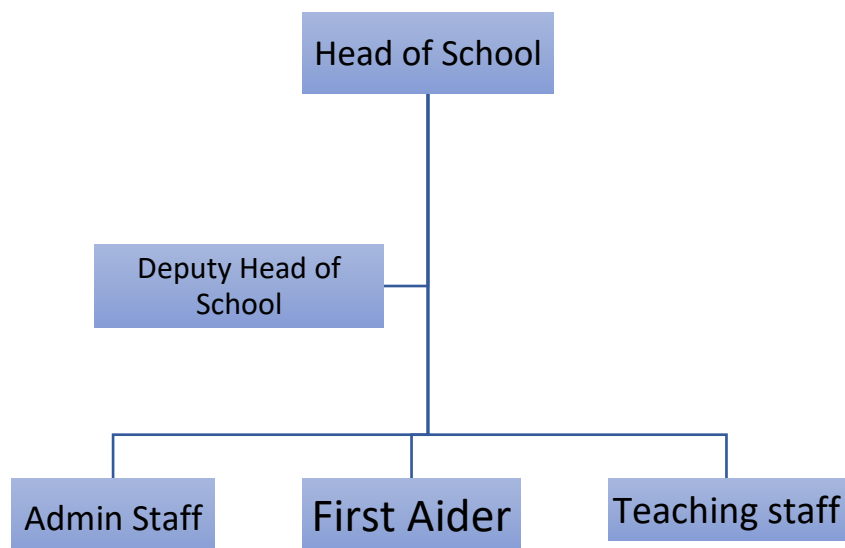 Head of School
Deputy Head of
School
Admin Staff
First Aider
Teaching staff